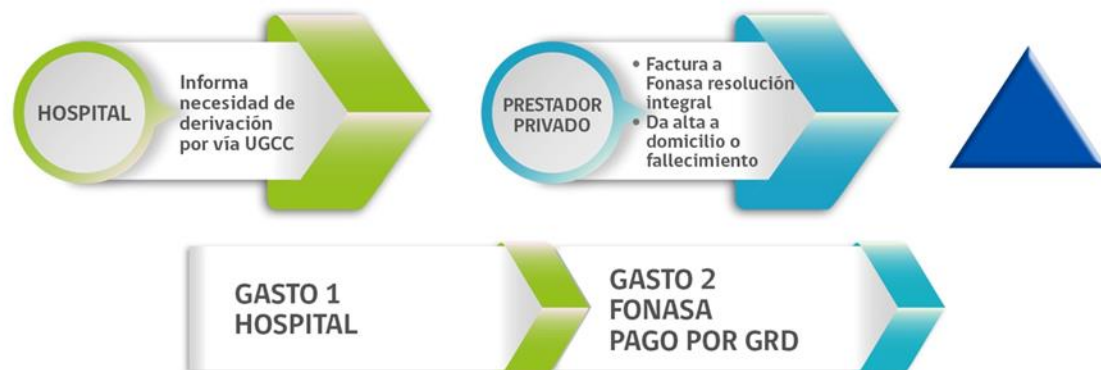 HOSPITAL
Informa
necesidad de
derivación
por vía UGCC
PRESTADOR
PRIVADO
• Factura a
Fonasa resolución
integral
• Da alta a
domicilio o
fallecimiento
GASTO 1
HOSPITAL
GASTO 2
FONASA
PAGO POR GRD